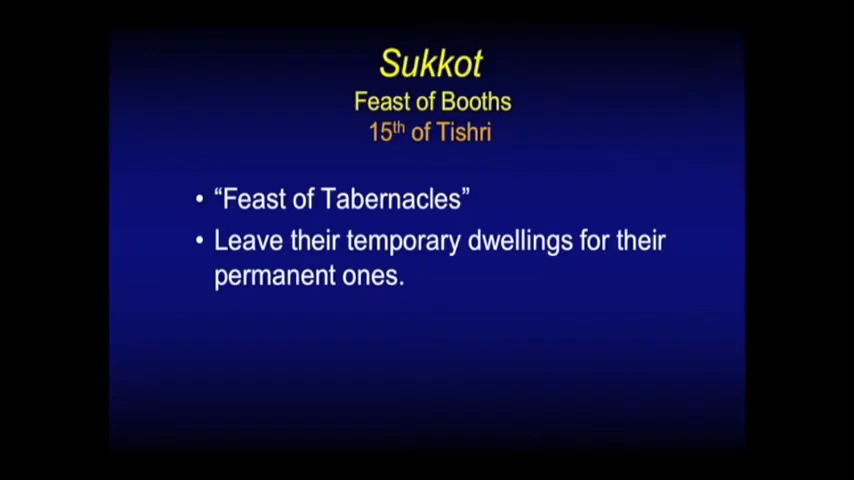 Sukkot
Feast of Booths
15th of Tishri
• “Feast of Tabernacles”
• Leave their temporary dwellings for their
permanent ones.